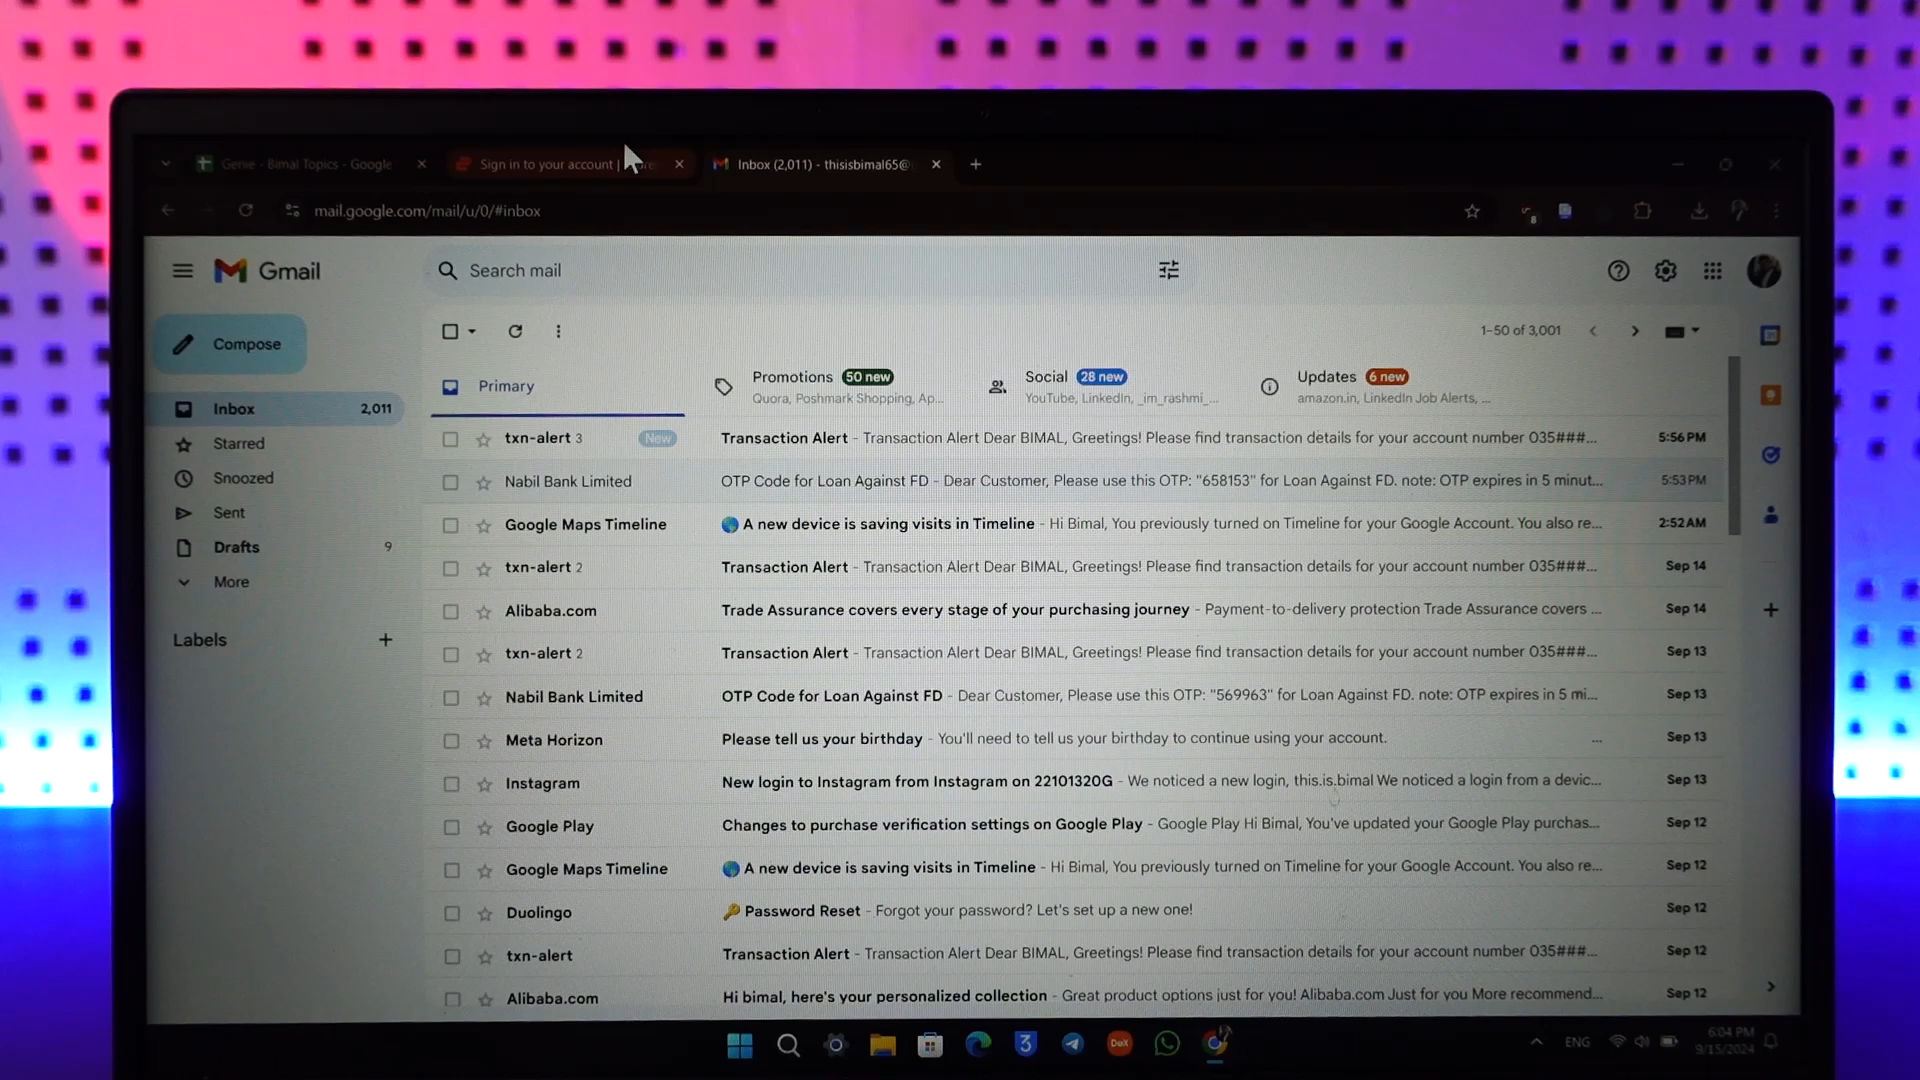 Genie - Bimal Topics - Google
Sign in to your account |
Inbox (2,011) - thisisbimal65@
mail.google.com/mail/u/0/#inbox
8
Gmail
Search mail
Compose
1-50 of 3,001
Primary
Promotions 50 new
Quora, Poshmark Shopping, Ap...
Social 28 new
YouTube, LinkedIn, _im_rashmi_...
Updates 6 new
amazon.in, LinkedIn Job Alerts, ...
Inbox 2,011
Starred
Snoozed
Sent
Drafts 9
More
Labels
txn-alert 3 New Transaction Alert - Transaction Alert Dear BIMAL, Greetings! Please find transaction details for your account number 035###... 5:56 PM
Nabil Bank Limited OTP Code for Loan Against FD - Dear Customer, Please use this OTP: "658153" for Loan Against FD. note: OTP expires in 5 minut... 5:53 PM
Google Maps Timeline 🌎 A new device is saving visits in Timeline - Hi Bimal, You previously turned on Timeline for your Google Account. You also re... 2:52 AM
txn-alert 2 Transaction Alert - Transaction Alert Dear BIMAL, Greetings! Please find transaction details for your account number 035###... Sep 14
Alibaba.com Trade Assurance covers every stage of your purchasing journey - Payment-to-delivery protection Trade Assurance covers ... Sep 14
txn-alert 2 Transaction Alert - Transaction Alert Dear BIMAL, Greetings! Please find transaction details for your account number 035###... Sep 13
Nabil Bank Limited OTP Code for Loan Against FD - Dear Customer, Please use this OTP: "569963" for Loan Against FD. note: OTP expires in 5 mi... Sep 13
Meta Horizon Please tell us your birthday - You'll need to tell us your birthday to continue using your account. ... Sep 13
Instagram New login to Instagram from Instagram on 22101320G - We noticed a new login, this.is.bimal We noticed a login from a devic... Sep 13
Google Play Changes to purchase verification settings on Google Play - Google Play Hi Bimal, You've updated your Google Play purchas... Sep 12
Google Maps Timeline 🌎 A new device is saving visits in Timeline - Hi Bimal, You previously turned on Timeline for your Google Account. You also re... Sep 12
Duolingo 🔑 Password Reset - Forgot your password? Let's set up a new one! Sep 12
txn-alert Transaction Alert - Transaction Alert Dear BIMAL, Greetings! Please find transaction details for your account number 035###... Sep 12
Alibaba.com Hi bimal, here's your personalized collection - Great product options just for you! Alibaba.com Just for you More recommend... Sep 12
3
DeX
ENG
6:04 PM
9/15/2024